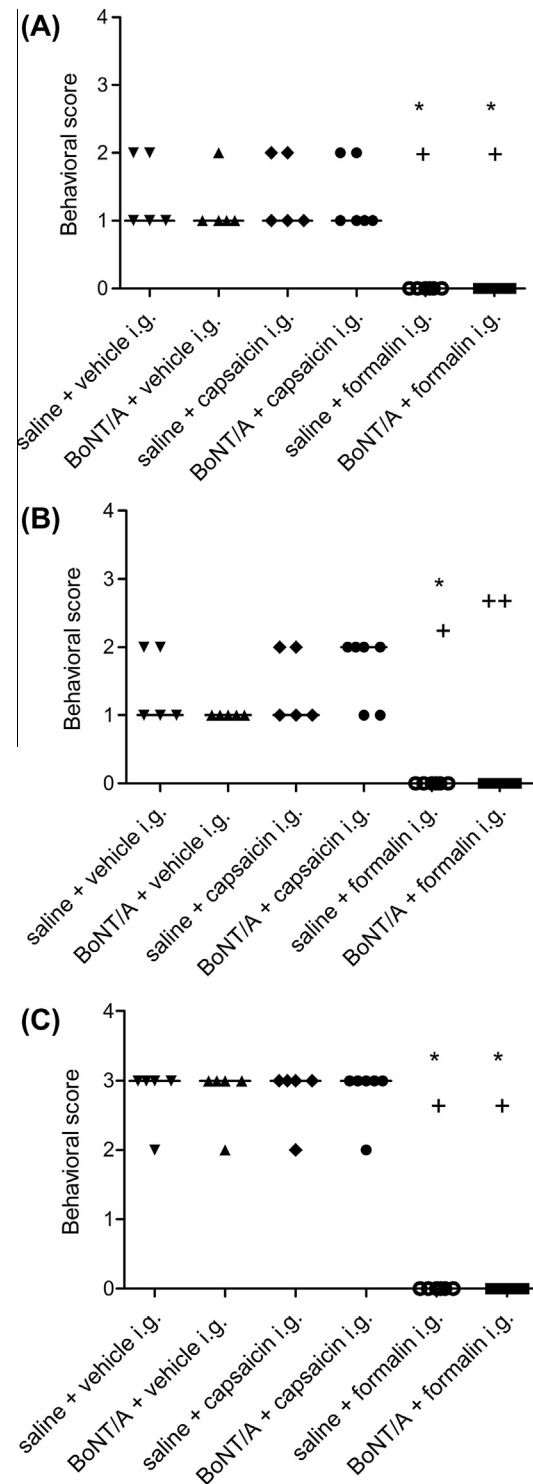 (A)
Behavioral score
4
3
2
1
0
* *
+ +
saline + vehicle i.g.
BoNT/A + vehicle i.g.
saline + capsaicin i.g.
BoNT/A + capsaicin i.g.
saline + formalin i.g.
BoNT/A + formalin i.g.
(B)
Behavioral score
4
3
2
1
0
*
++
+
saline + vehicle i.g.
BoNT/A + vehicle i.g.
saline + capsaicin i.g.
BoNT/A + capsaicin i.g.
saline + formalin i.g.
BoNT/A + formalin i.g.
(C)
Behavioral score
4
3
2
1
0
* *
+ +
saline + vehicle i.g.
BoNT/A + vehicle i.g.
saline + capsaicin i.g.
BoNT/A + capsaicin i.g.
saline + formalin i.g.
BoNT/A + formalin i.g.